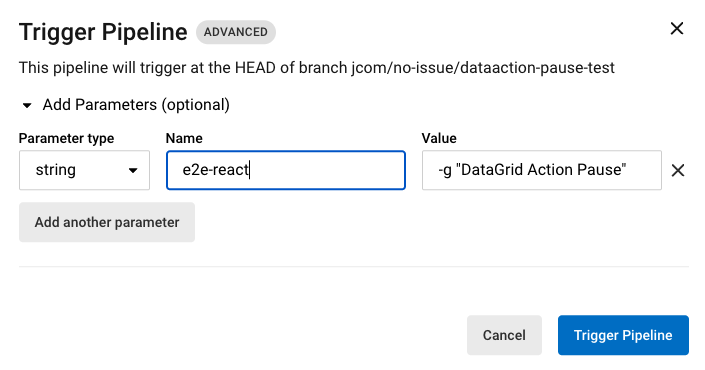 Trigger Pipeline ADVANCED
This pipeline will trigger at the HEAD of branch jcom/no-issue/dataaction-pause-test
Add Parameters (optional)
Parameter type Name Value
string e2e-react -g "DataGrid Action Pause"
Add another parameter
Cancel Trigger Pipeline